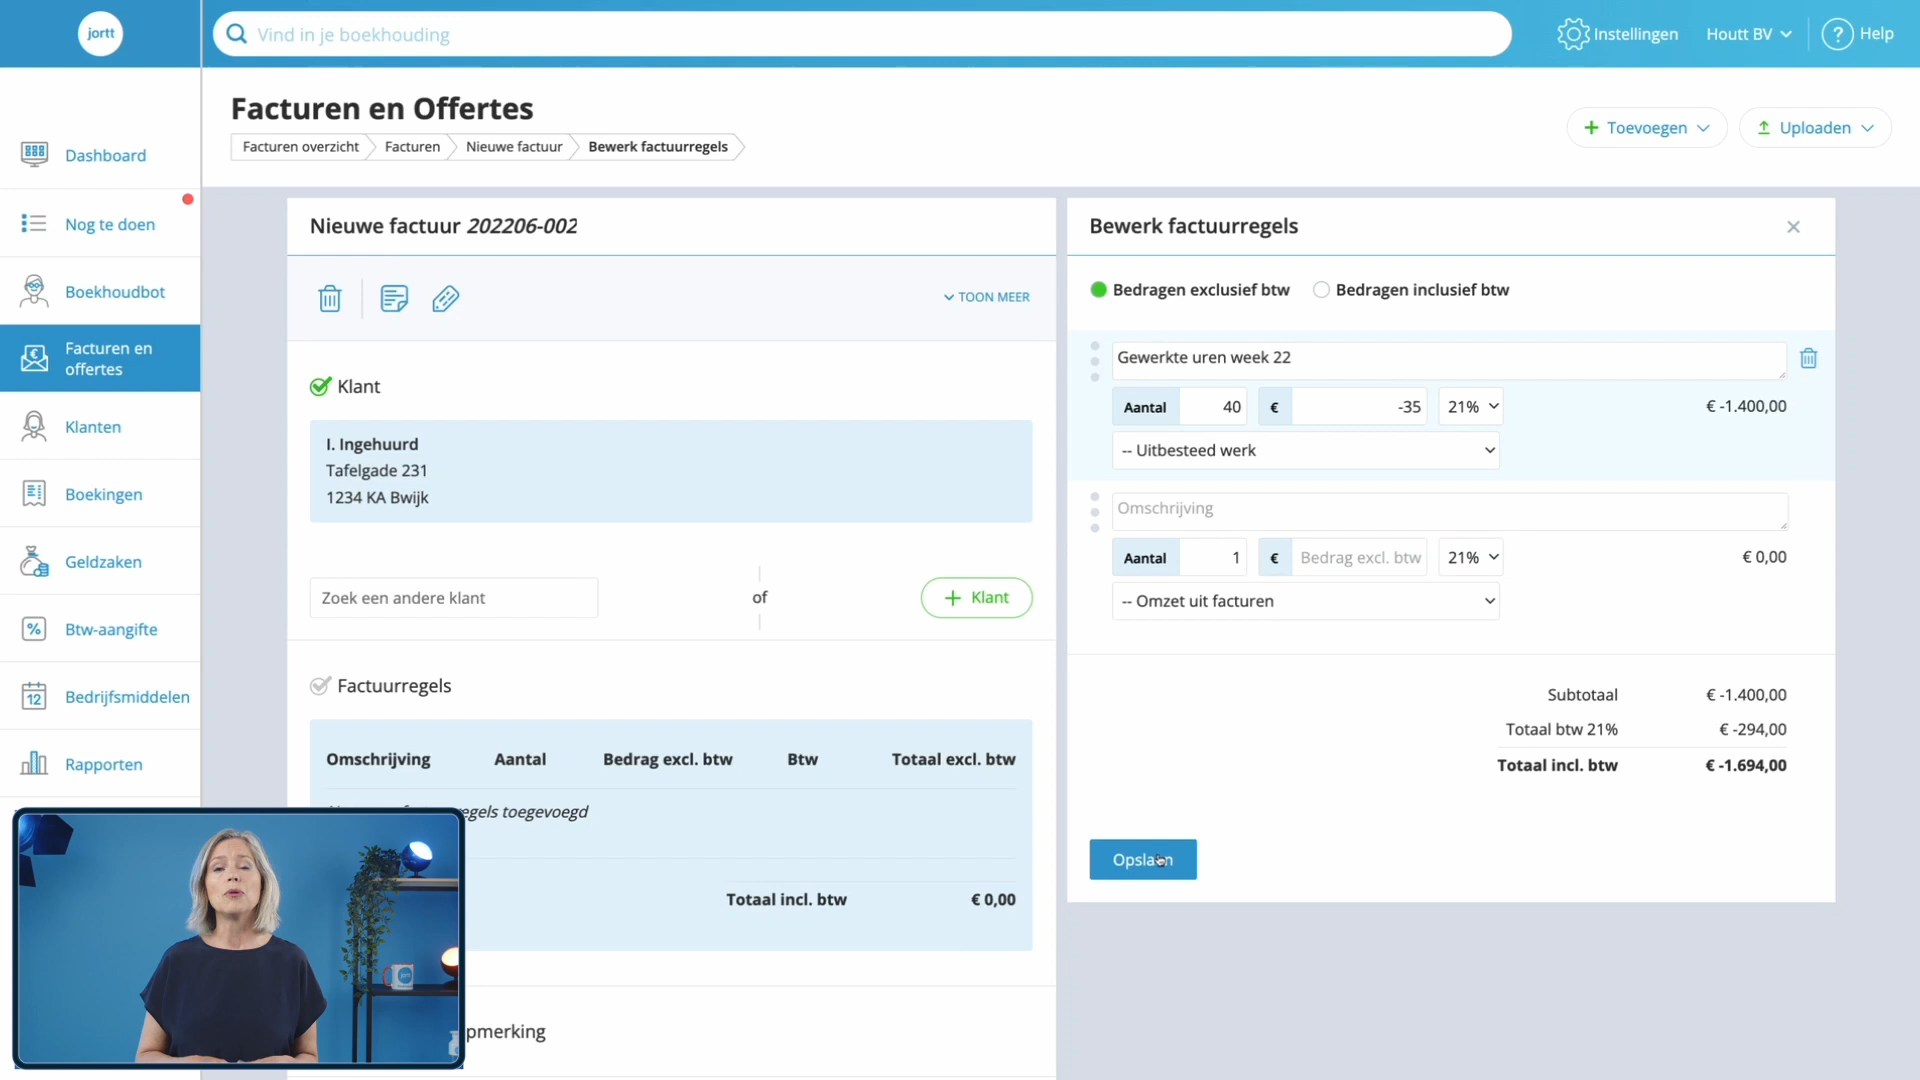 jortt
Vind in je boekhouding
Instellingen
Houtt BV
? Help
Facturen en Offertes
Facturen overzicht
Facturen
Nieuwe factuur
Bewerk factuurregels
+ Toevoegen
Uploaden
Dashboard
Nog te doen
Boekhoudbot
Facturen en
offertes
Klanten
Boekingen
Geldzaken
% Btw-aangifte
12 Bedrijfsmiddelen
Rapporten
Nieuwe factuur 202206-002
TOON MEER
Klant
I. Ingehuurd
Tafelgade 231
1234 KA Bwijk
Zoek een andere klant
of
+ Klant
Factuurregels
Omschrijving Aantal Bedrag excl. btw Btw Totaal excl. btw
egels toegevoegd
Totaal incl. btw € 0,00
pmerking
Bewerk factuurregels
Bedragen exclusief btw
Bedragen inclusief btw
Gewerkte uren week 22
Aantal 40 € -35 21% € -1.400,00
-- Uitbesteed werk
Omschrijving
Aantal 1 € Bedrag excl. btw 21% € 0,00
-- Omzet uit facturen
Subtotaal € -1.400,00
Totaal btw 21% € -294,00
Totaal incl. btw € -1.694,00
Opslaan
jortt